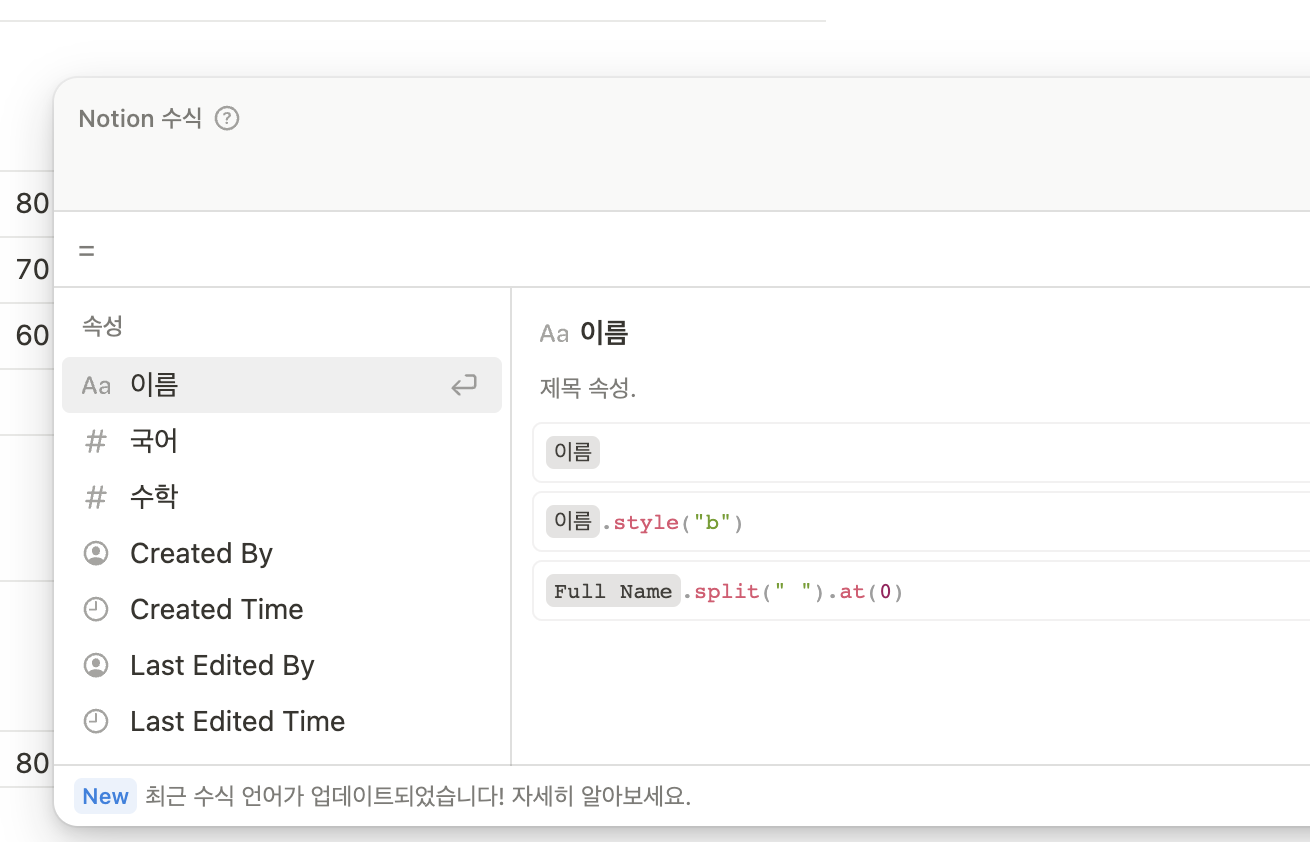 Notion 수식 ?
80
70
60
80
=
속성
Aa 이름
# 국어
# 수학
Created By
Created Time
Last Edited By
Last Edited Time
Aa 이름
제목 속성.
이름
이름.style("b")
Full Name.split(" ").at(0)
New 최근 수식 언어가 업데이트되었습니다! 자세히 알아보세요.